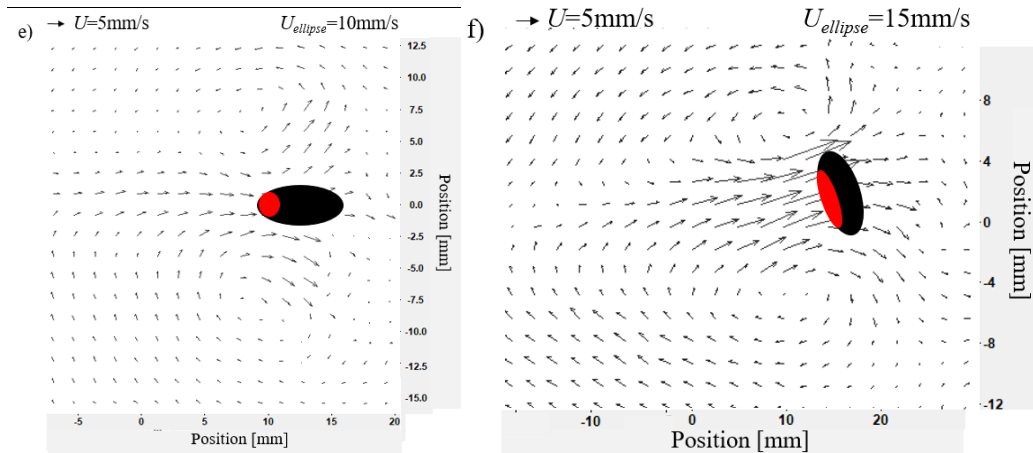 e)
U=5mm/s
U_ellipse=10mm/s
12.5
10.0
7.5
5.0
2.5
0.0
-2.5
-5.0
-7.5
-10.0
-12.5
-15.0
Position [mm]
-5
0
5
10
15
20
Position [mm]
f)
U=5mm/s
U_ellipse=15mm/s
8
4
0
-4
-8
-12
Position [mm]
-10
0
10
20
Position [mm]